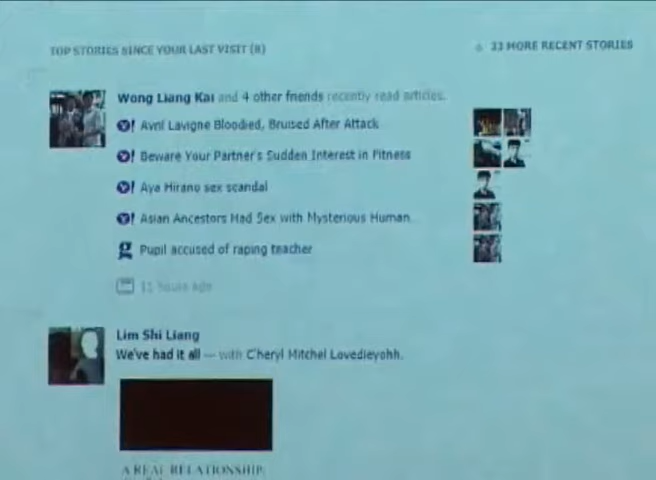 TOP STORIES SINCE YOUR LAST VISIT (8)
33 MORE RECENT STORIES
Wong Liang Kai and 4 other friends recently read articles.
Y! Avril Lavigne Bloodied, Bruised After Attack
Y! Beware Your Partner's Sudden Interest in Fitness
Y! Aya Hirano sex scandal
Y! Asian Ancestors Had Sex with Mysterious Human
g Pupil accused of raping teacher
11 hours ago
Lim Shi Liang
We've had it all — with Cheryl Mitchel Lovedieyohh.
A REAL RELATIONSHIP: